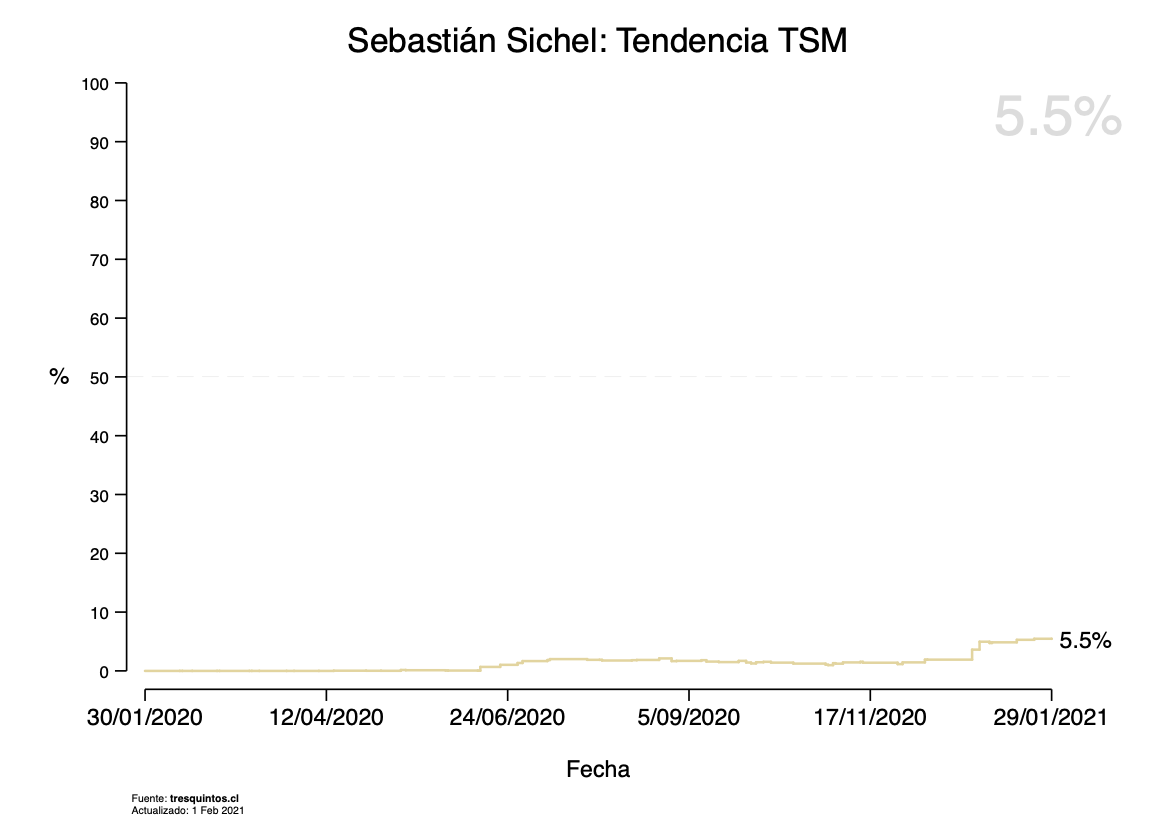 Sebastián Sichel: Tendencia TSM
5.5%
100
90
80
70
60
% 50
40
30
20
10
0
5.5%
30/01/2020 12/04/2020 24/06/2020 5/09/2020 17/11/2020 29/01/2021
Fecha
Fuente: tresquintos.cl
Actualizado: 1 Feb 2021